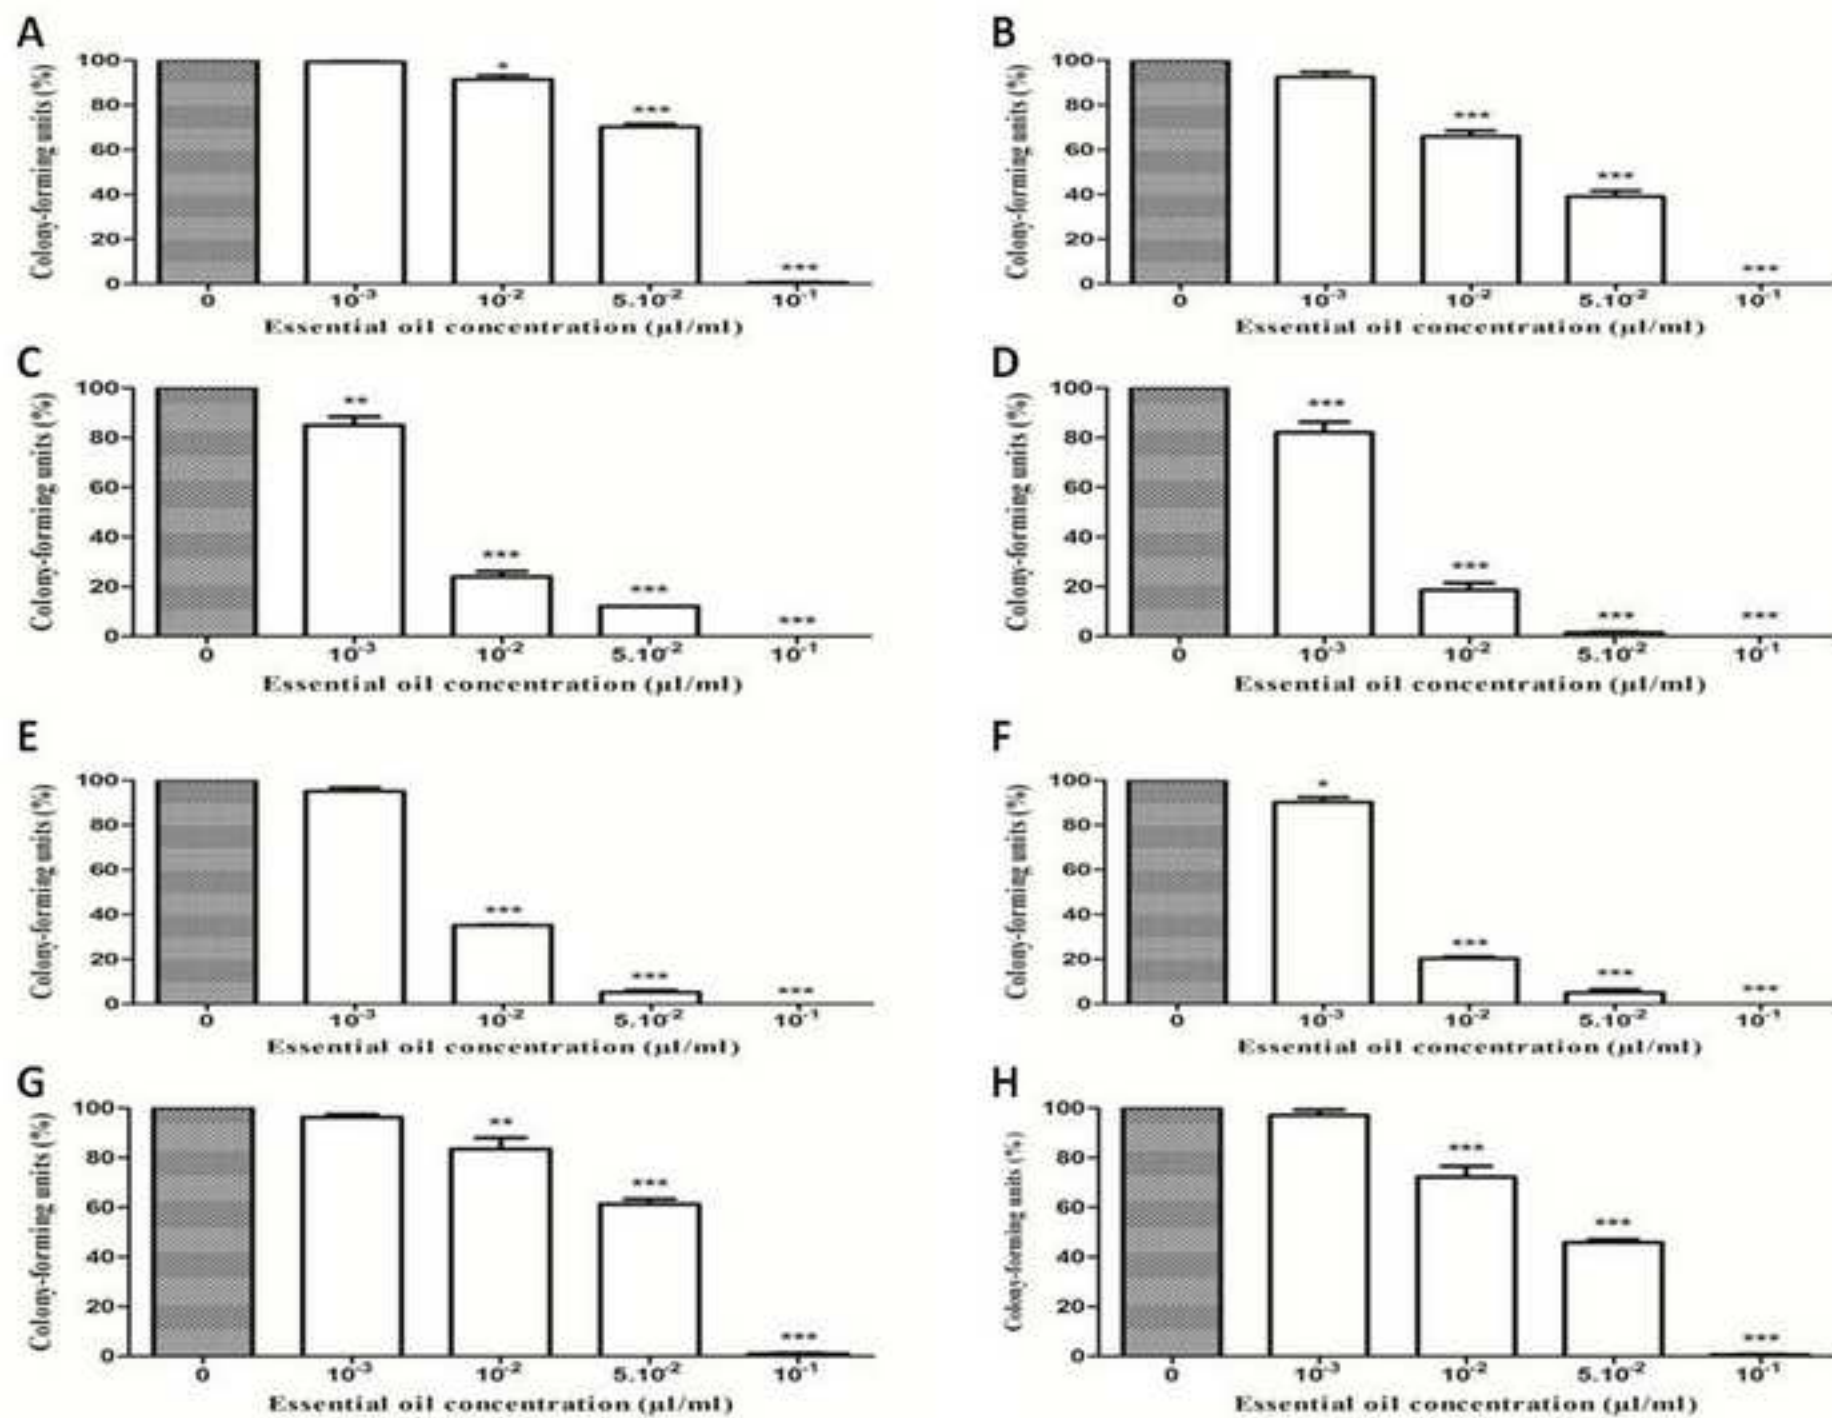 A
Colony-forming units (%)
100
80
60
40
20
0
*
***
***
0 10⁻³ 10⁻² 5.10⁻² 10⁻¹
Essential oil concentration (µl/ml)
B
Colony-forming units (%)
100
80
60
40
20
0
***
***
***
0 10⁻³ 10⁻² 5.10⁻² 10⁻¹
Essential oil concentration (µl/ml)
C
Colony-forming units (%)
100
80
60
40
20
0
**
***
***
***
0 10⁻³ 10⁻² 5.10⁻² 10⁻¹
Essential oil concentration (µl/ml)
D
Colony-forming units (%)
100
80
60
40
20
0
***
***
***
***
0 10⁻³ 10⁻² 5.10⁻² 10⁻¹
Essential oil concentration (µl/ml)
E
Colony-forming units (%)
100
80
60
40
20
0
***
***
***
0 10⁻³ 10⁻² 5.10⁻² 10⁻¹
Essential oil concentration (µl/ml)
F
Colony-forming units (%)
100
80
60
40
20
0
*
***
***
***
0 10⁻³ 10⁻² 5.10⁻² 10⁻¹
Essential oil concentration (µl/ml)
G
Colony-forming units (%)
100
80
60
40
20
0
**
***
***
0 10⁻³ 10⁻² 5.10⁻² 10⁻¹
Essential oil concentration (µl/ml)
H
Colony-forming units (%)
100
80
60
40
20
0
***
***
***
0 10⁻³ 10⁻² 5.10⁻² 10⁻¹
Essential oil concentration (µl/ml)